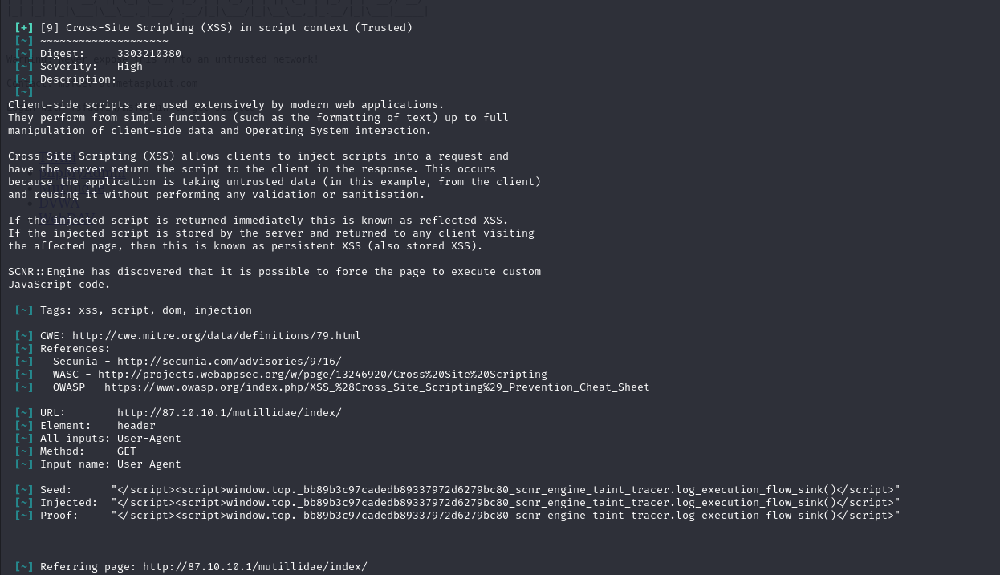 [+] [9] Cross-Site Scripting (XSS) in script context (Trusted)
[~] ~~~~~~~~~~~~~~~~~~~~
[~] Digest:     3303210380
[~] Severity:   High
[~] Description:
[~]
Client-side scripts are used extensively by modern web applications.
They perform from simple functions (such as the formatting of text) up to full
manipulation of client-side data and Operating System interaction.
Cross Site Scripting (XSS) allows clients to inject scripts into a request and
have the server return the script to the client in the response. This occurs
because the application is taking untrusted data (in this example, from the client)
and reusing it without performing any validation or sanitisation.
DVWA
If the injected script is returned immediately this is known as reflected XSS.
If the injected script is stored by the server and returned to any client visiting
the affected page, then this is known as persistent XSS (also stored XSS).
SCNR::Engine has discovered that it is possible to force the page to execute custom
JavaScript code.
[~] Tags: xss, script, dom, injection
[~] CWE: http://cwe.mitre.org/data/definitions/79.html
[~] References:
[~]   Secunia - http://secunia.com/advisories/9716/
[~]   WASC - http://projects.webappsec.org/w/page/13246920/Cross%20Site%20Scripting
[~]   OWASP - https://www.owasp.org/index.php/XSS_%28Cross_Site_Scripting%29_Prevention_Cheat_Sheet
[~] URL:        http://87.10.10.1/mutillidae/index/
[~] Element:    header
[~] All inputs: User-Agent
[~] Method:     GET
[~] Input name: User-Agent
[~] Seed:      "</script><script>window.top._bb89b3c97cadedb89337972d6279bc80_scnr_engine_taint_tracer.log_execution_flow_sink()</script>"
[~] Injected:  "</script><script>window.top._bb89b3c97cadedb89337972d6279bc80_scnr_engine_taint_tracer.log_execution_flow_sink()</script>"
[~] Proof:     "</script><script>window.top._bb89b3c97cadedb89337972d6279bc80_scnr_engine_taint_tracer.log_execution_flow_sink()</script>"
[~] Referring page: http://87.10.10.1/mutillidae/index/